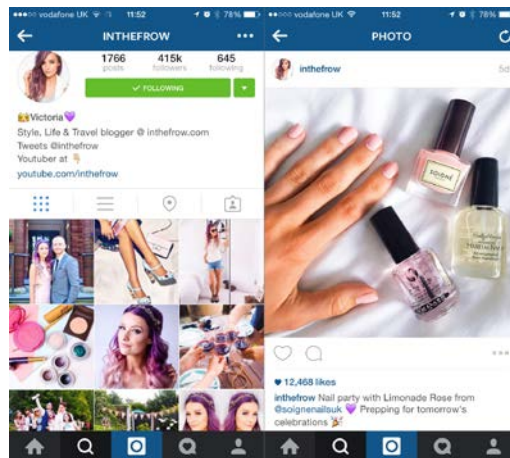 vodafone UK 11:52 78%
INTHEFROW
1766 415k 645
posts followers following
FOLLOWING
Victoria
Style, Life & Travel blogger @ inthefrow.com
Tweets @inthefrow
Youtuber at
youtube.com/inthefrow
vodafone UK 11:52 78%
PHOTO
inthefrow 5d
SOIGNÉ
12,468 likes
inthefrow Nail party with Limonade Rose from
@soignenailsuk Prepping for tomorrow's
celebrations